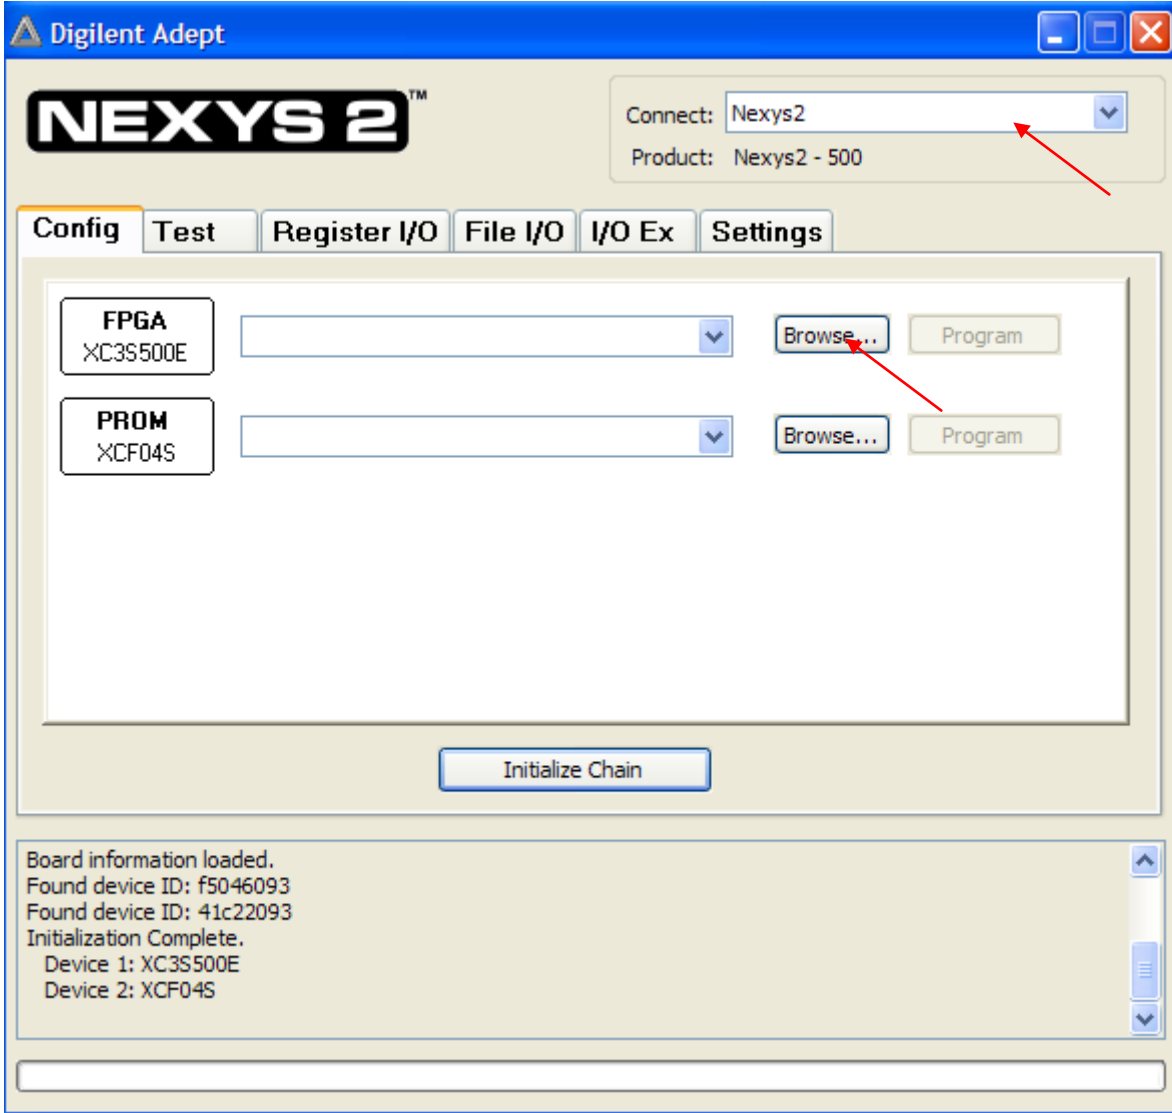 Digilent Adept
NEXYS 2™
Connect: Nexys2
Product: Nexys2 - 500
Config Test Register I/O File I/O I/O Ex Settings
FPGA
XC3S500E
Browse... Program
PROM
XCF04S
Browse... Program
Initialize Chain
Board information loaded.
Found device ID: f5046093
Found device ID: 41c22093
Initialization Complete.
Device 1: XC3S500E
Device 2: XCF04S